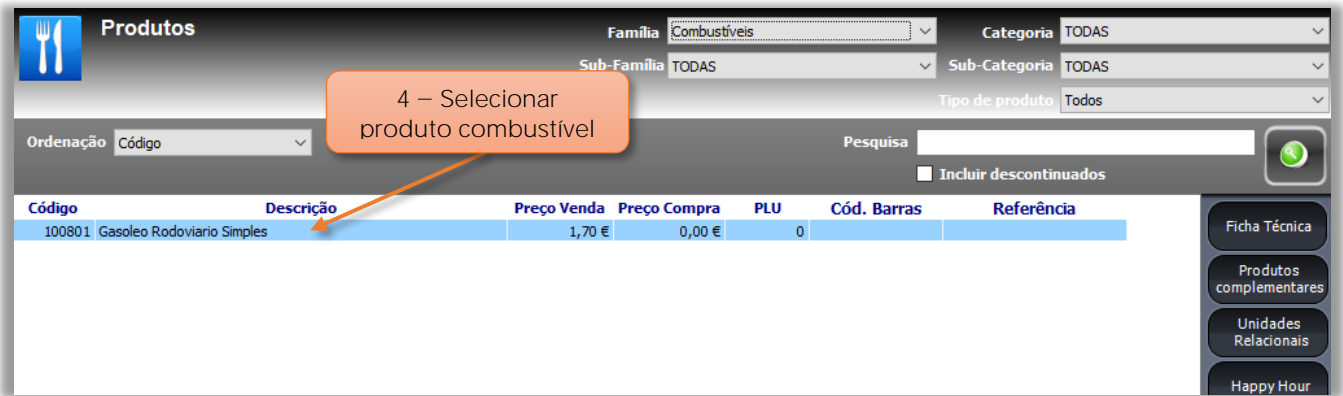 Produtos
Família Combustíveis
Categoria TODAS
Sub-Família TODAS
Sub-Categoria TODAS
Tipo de produto Todos
4 – Selecionar
produto combustível
Ordenação Código
Pesquisa
Incluir descontinuados
Código Descrição Preço Venda Preço Compra PLU Cód. Barras Referência
100801 Gasoleo Rodoviario Simples 1,70 € 0,00 € 0
Ficha Técnica
Produtos
complementares
Unidades
Relacionais
Happy Hour